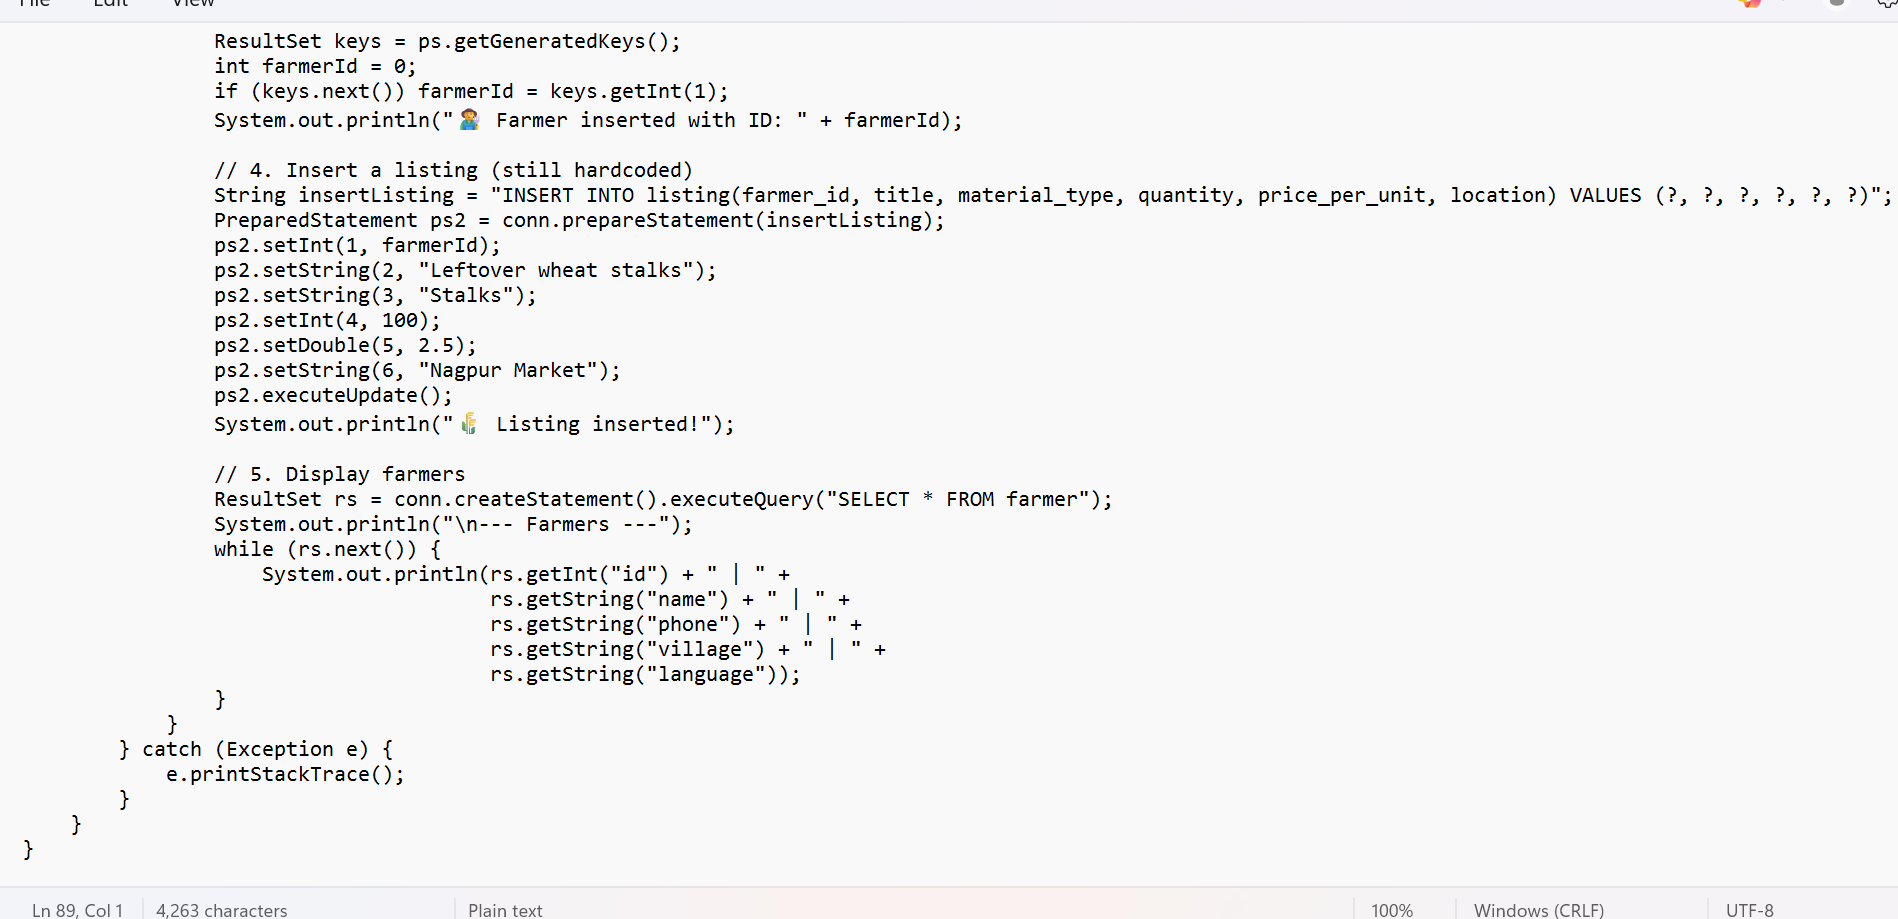 File Edit View
ResultSet keys = ps.getGeneratedKeys();
int farmerId = 0;
if (keys.next()) farmerId = keys.getInt(1);
System.out.println("🧑‍🌾 Farmer inserted with ID: " + farmerId);
// 4. Insert a listing (still hardcoded)
String insertListing = "INSERT INTO listing(farmer_id, title, material_type, quantity, price_per_unit, location) VALUES (?, ?, ?, ?, ?, ?)";
PreparedStatement ps2 = conn.prepareStatement(insertListing);
ps2.setInt(1, farmerId);
ps2.setString(2, "Leftover wheat stalks");
ps2.setString(3, "Stalks");
ps2.setInt(4, 100);
ps2.setDouble(5, 2.5);
ps2.setString(6, "Nagpur Market");
ps2.executeUpdate();
System.out.println("🌾 Listing inserted!");
// 5. Display farmers
ResultSet rs = conn.createStatement().executeQuery("SELECT * FROM farmer");
System.out.println("\n--- Farmers ---");
while (rs.next()) {
System.out.println(rs.getInt("id") + " | " +
rs.getString("name") + " | " +
rs.getString("phone") + " | " +
rs.getString("village") + " | " +
rs.getString("language"));
}
}
} catch (Exception e) {
e.printStackTrace();
}
}
}
Ln 89, Col 1 4,263 characters Plain text 100% Windows (CRLF) UTF-8